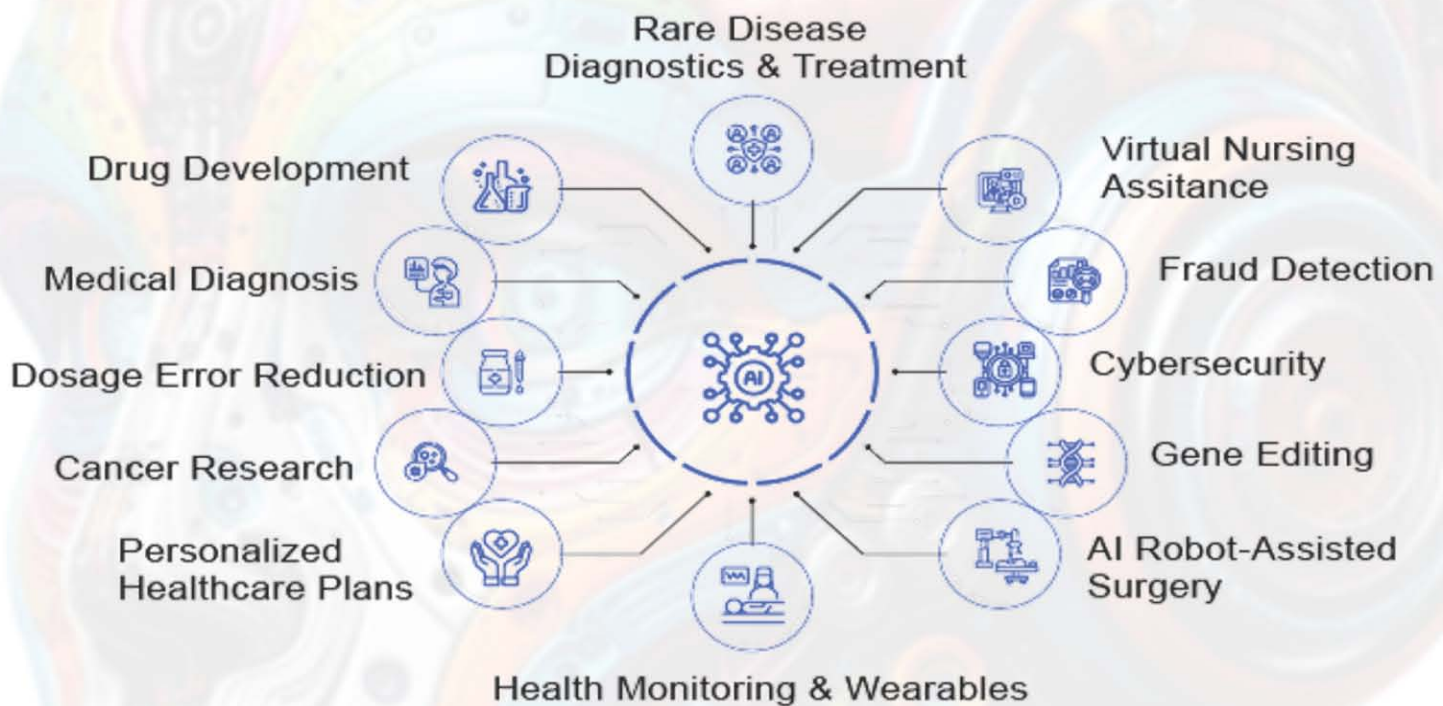 Rare Disease
Diagnostics & Treatment
Drug Development
Virtual Nursing
Assitance
Medical Diagnosis
Fraud Detection
Dosage Error Reduction
AI
Cybersecurity
Cancer Research
Gene Editing
Personalized
Healthcare Plans
AI Robot-Assisted
Surgery
Health Monitoring & Wearables